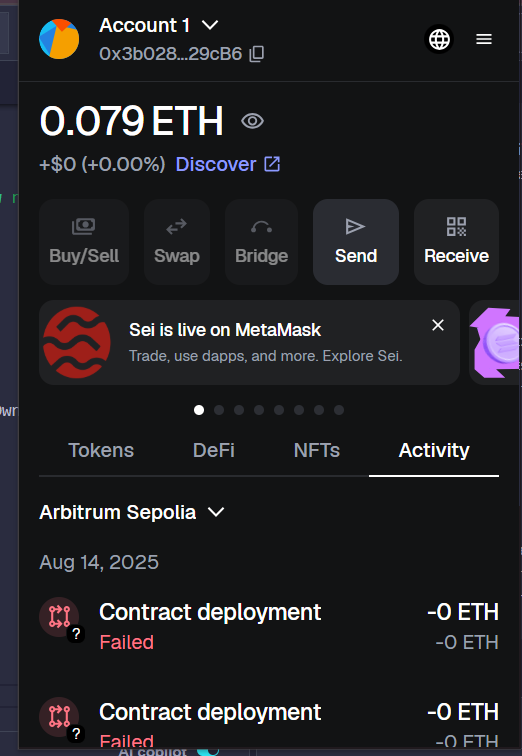 Account 1
0x3b028...29cB6
0.079 ETH
+$0 (+0.00%) Discover
Buy/Sell
Swap
Bridge
Send
Receive
Sei is live on MetaMask
Trade, use dapps, and more. Explore Sei.
Tokens
DeFi
NFTs
Activity
Arbitrum Sepolia
Aug 14, 2025
Contract deployment
-0 ETH
Failed
-0 ETH
?
Contract deployment
-0 ETH
Failed
-0 ETH
?
AI copilot